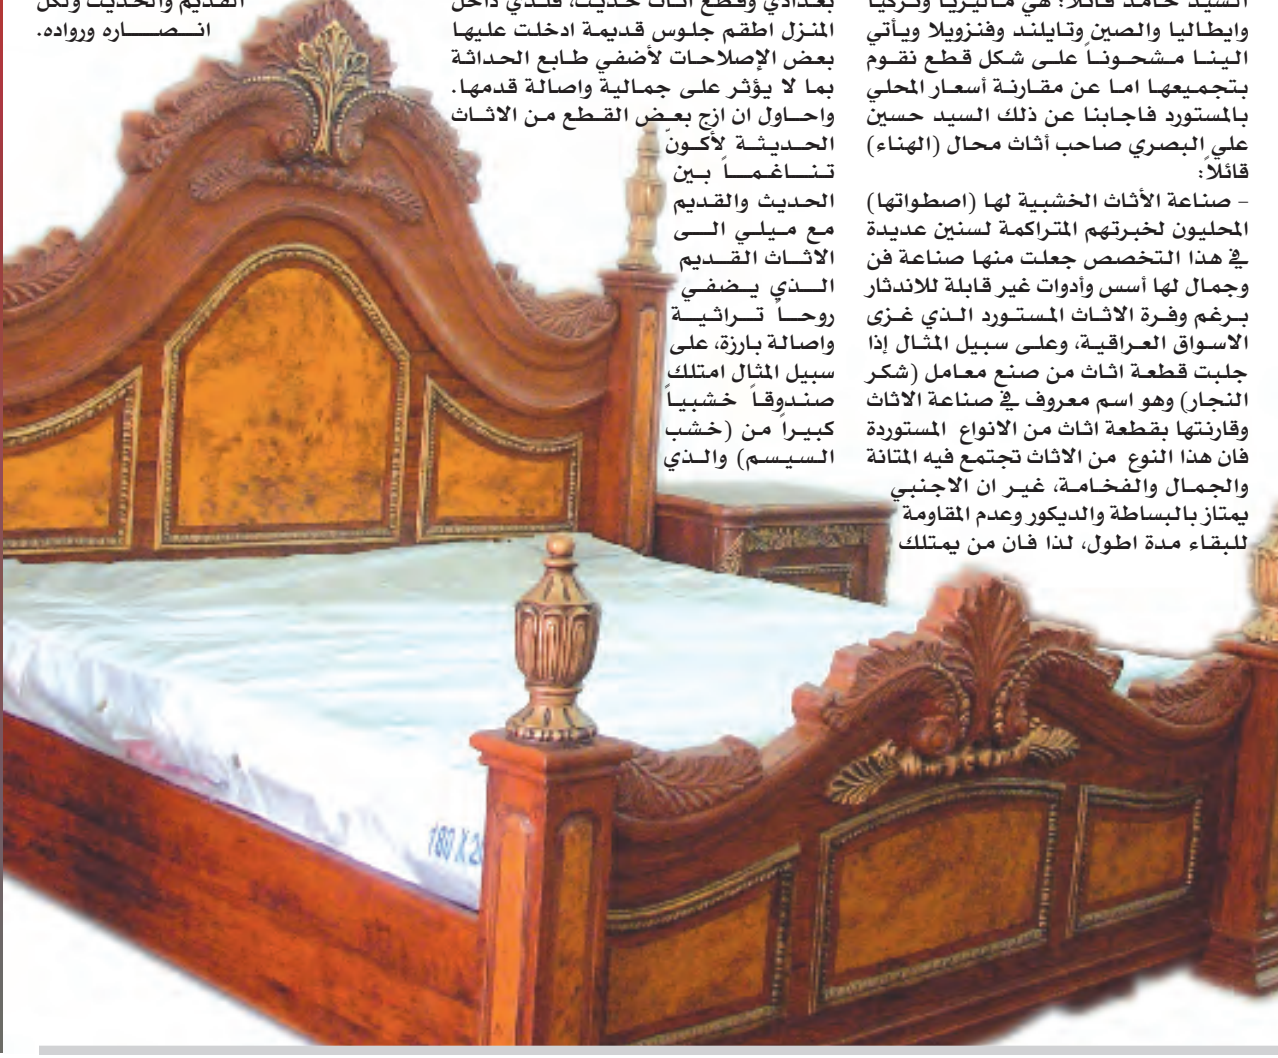 السيد حامد قائلاً: هي ماليزيا وتركيا
وايطاليا والصين وتايلند وفنزويلا ويأتي
الينا مشحوناً على شكل قطع نقوم
بتجميعها اما عن مقارنة أسعار المحلي
بالمستورد فاجابنا عن ذلك السيد حسين
علي البصري صاحب أثاث محال (الهناء)
قائلاً:
- صناعة الأثاث الخشبية لها (اصطواتها)
المحليون لخبرتهم المتراكمة لسنين عديدة
في هذا التخصص جعلت منها صناعة فن
وجمال لها أسس وأدوات غير قابلة للاندثار
برغم وفرة الاثاث المستورد الذي غزى
الاسواق العراقية، وعلى سبيل المثال إذا
جلبت قطعة اثاث من صنع معامل (شكر
النجار) وهو اسم معروف في صناعة الاثاث
وقارنتها بقطعة اثاث من الانواع المستوردة
فان هذا النوع من الاثاث تجتمع فيه المتانة
والجمال والفخامة، غير ان الاجنبي
يمتاز بالبساطة والديكور وعدم المقاومة
للبقاء مدة اطول، لذا فان من يمتلك
بغدادي وقطع اثاث حديث، فلدي داخل
المنزل اطقم جلوس قديمة ادخلت عليها
بعض الإصلاحات لأضفي طابع الحداثة
بما لا يؤثر على جمالية واصالة قدمها.
واحاول ان ازج بعض القطع من الاثاث
الحديثة لأكونّ
تناغماً بين
الحديث والقديم
مع ميلي الى
الاثاث القديم
الذي يضفي
روحاً تراثية
واصالة بارزة، على
سبيل المثال امتلك
صندوقاً خشبياً
كبيراً من (خشب
السيسم) والذي
القديم والحديث ولكل
انصاره ورواده.
180 X 20